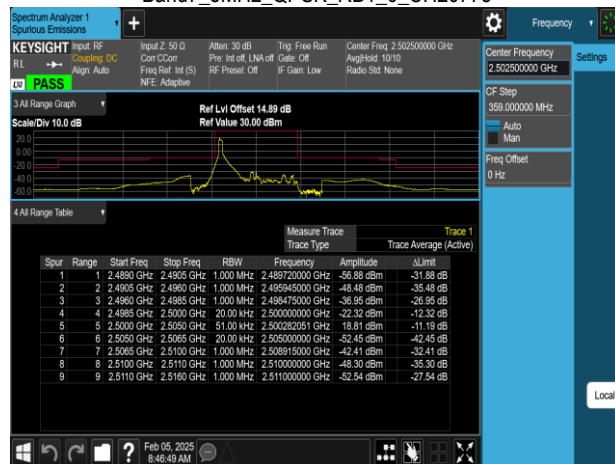 Spectrum Analyzer 1
Spurious Emissions
Frequency
KEYSIGHT
RL
LXI
PASS
Input: RF
Coupling: DC
Align: Auto
Input Z: 50 Ω
Corr CCorr
Freq Ref: Int (S)
NFE: Adaptive
Atten: 30 dB
Pre: Int off, LNA off
RF Presel: Off
Trig: Free Run
Gate: Off
IF Gain: Low
Center Freq: 2.502500000 GHz
Avg|Hold: 10/10
Radio Std: None
Center Frequency
2.502500000 GHz
Settings
CF Step
359.000000 MHz
Auto
Man
Freq Offset
0 Hz
3 All Range Graph
Scale/Div 10.0 dB
Ref Lvl Offset 14.89 dB
Ref Value 30.00 dBm
20.0
0.00
-20.0
-40.0
-60.0
4 All Range Table
Measure Trace Trace 1
Trace Type Trace Average (Active)
Spur Range Start Freq Stop Freq RBW Frequency Amplitude ΔLimit
1 1 2.4890 GHz 2.4905 GHz 1.000 MHz 2.489720000 GHz -56.88 dBm -31.88 dB
2 2 2.4905 GHz 2.4960 GHz 1.000 MHz 2.495945000 GHz -48.48 dBm -35.48 dB
3 3 2.4960 GHz 2.4985 GHz 1.000 MHz 2.498475000 GHz -36.95 dBm -26.95 dB
4 4 2.4985 GHz 2.5000 GHz 20.00 kHz 2.500000000 GHz -22.32 dBm -12.32 dB
5 5 2.5000 GHz 2.5050 GHz 51.00 kHz 2.500282051 GHz 18.81 dBm -11.19 dB
6 6 2.5050 GHz 2.5065 GHz 20.00 kHz 2.505000000 GHz -52.45 dBm -42.45 dB
7 7 2.5065 GHz 2.5100 GHz 1.000 MHz 2.508915000 GHz -42.41 dBm -32.41 dB
8 8 2.5100 GHz 2.5110 GHz 1.000 MHz 2.510000000 GHz -48.30 dBm -35.30 dB
9 9 2.5110 GHz 2.5160 GHz 1.000 MHz 2.511000000 GHz -52.54 dBm -27.54 dB
Local
?
Feb 05, 2025
8:46:49 AM